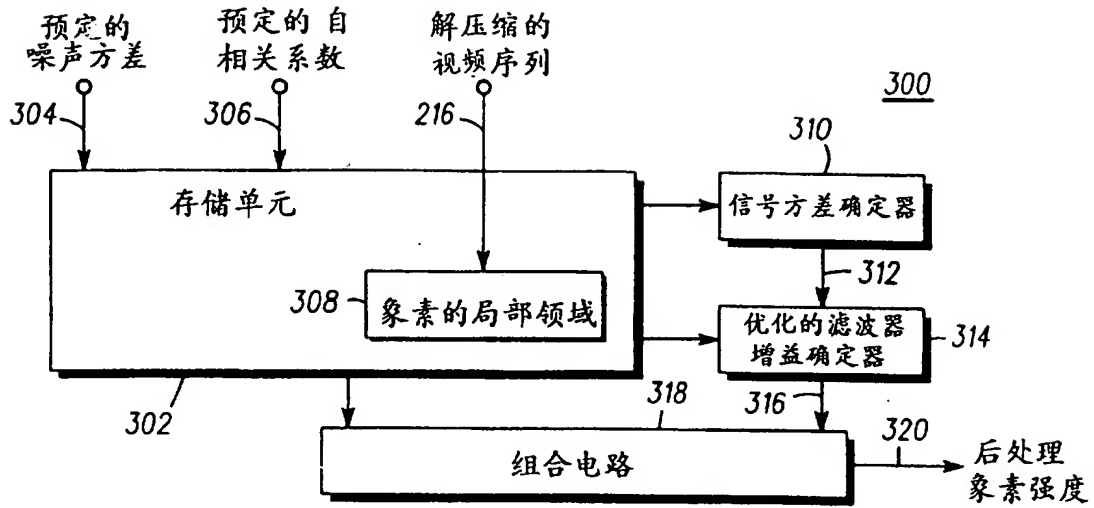 预定的
噪声方差
预定的 自
相关系数
解压缩的
视频序列
300
304
306
216
310
存储单元
信号方差确定器
312
308
象素的局部领域
优化的滤波器
增益确定器
314
302
318
316
320
组合电路
后处理
象素强度